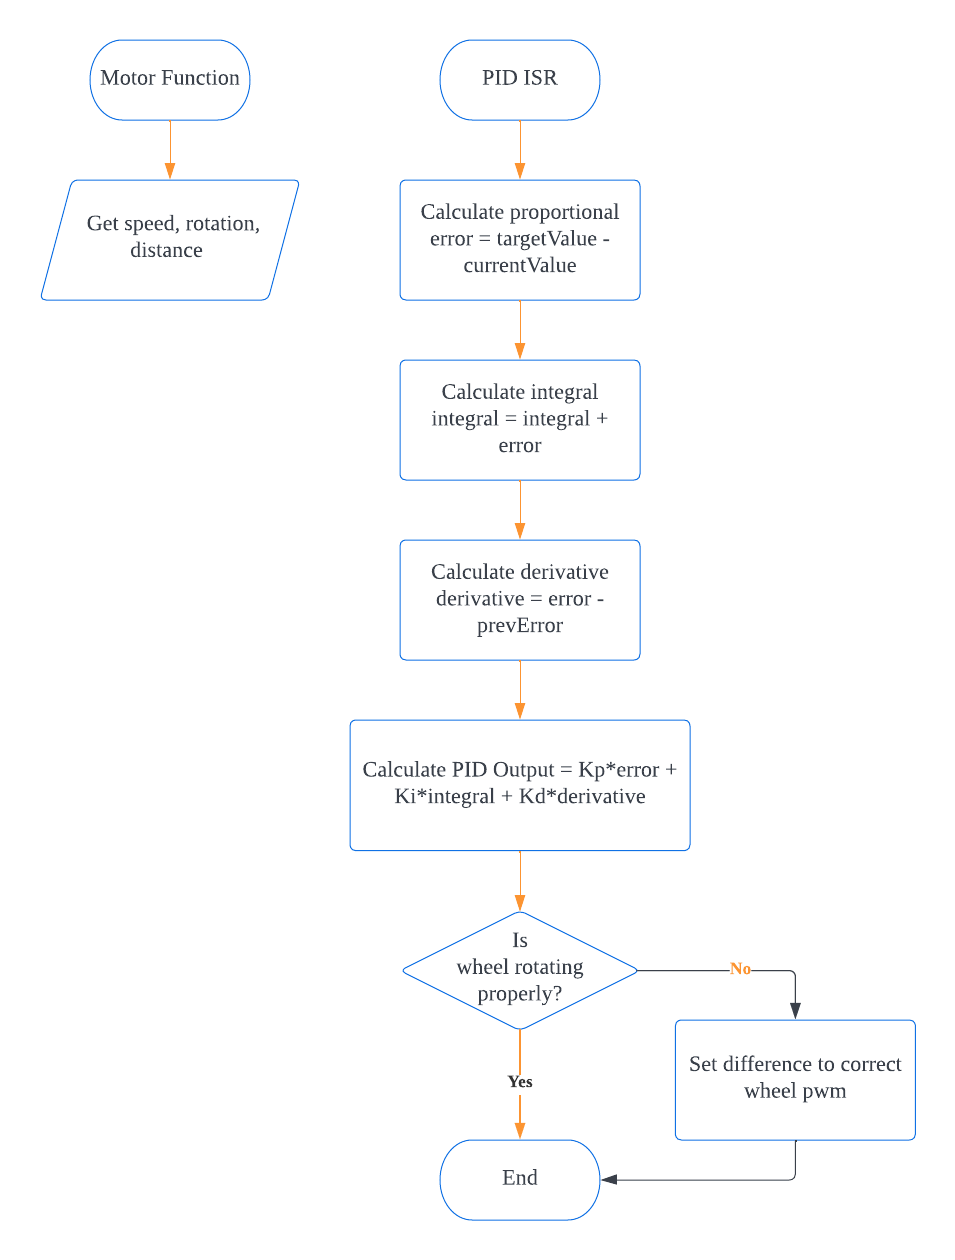 Motor Function
Get speed, rotation,
distance
PID ISR
Calculate proportional
error = targetValue -
currentValue
Calculate integral
integral = integral +
error
Calculate derivative
derivative = error -
prevError
Calculate PID Output = Kp*error +
Ki*integral + Kd*derivative
Is
wheel rotating
properly?
No
Set difference to correct
wheel pwm
Yes
End